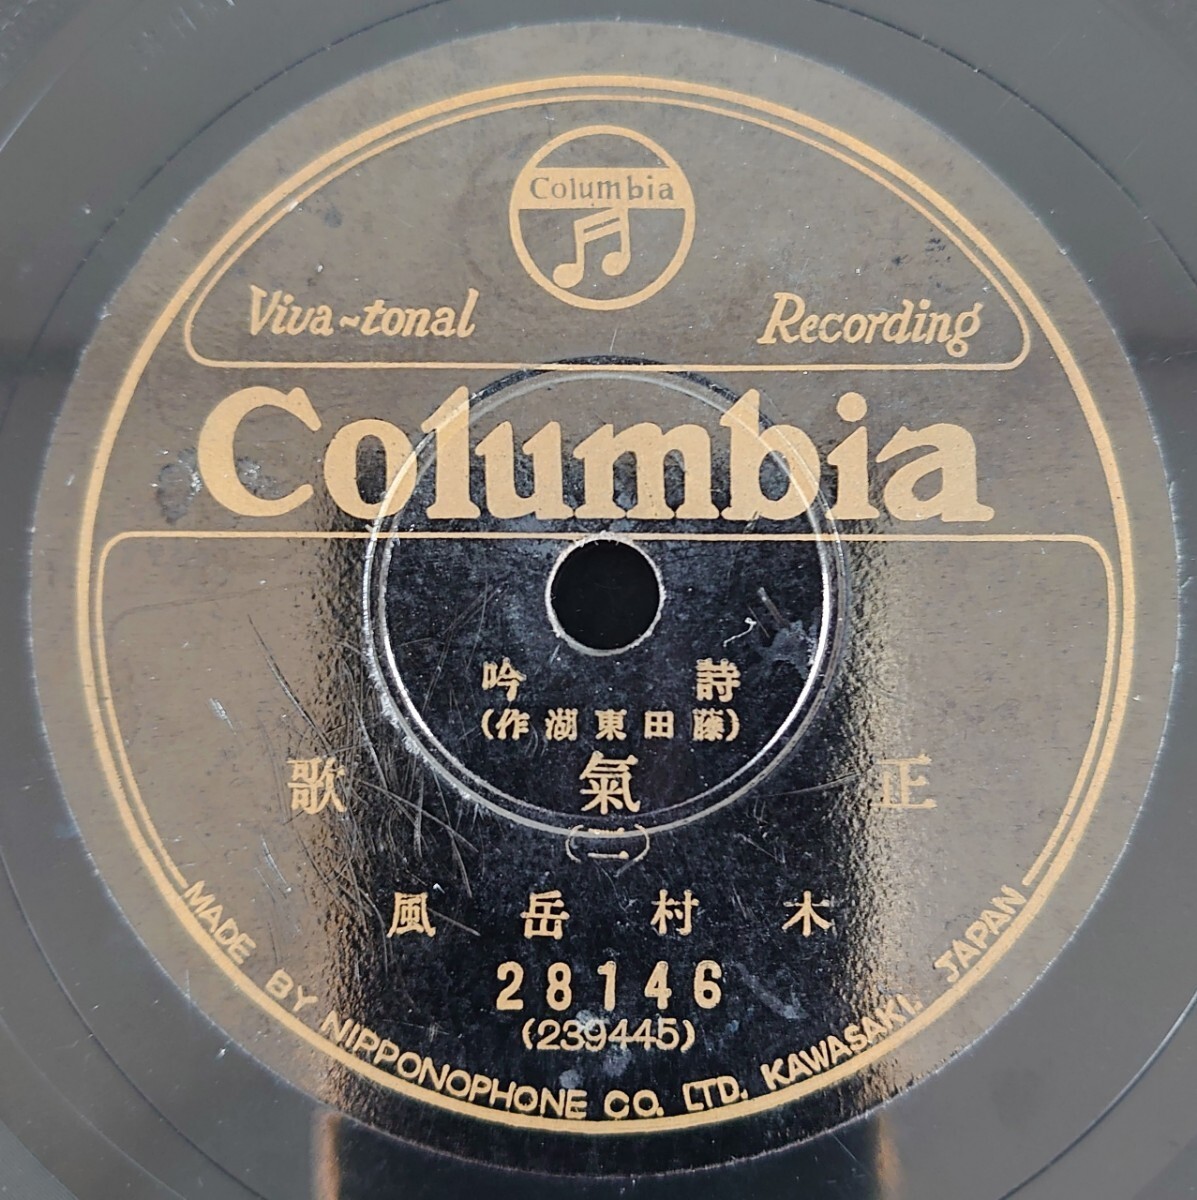 Columbia
Viva-tonal Recording
Columbia
詩吟
(藤田東湖作)
正氣歌
(二)
木村岳風
28146
(239445)
MADE BY NIPPONOPHONE CO. LTD. KAWASAKI, JAPAN